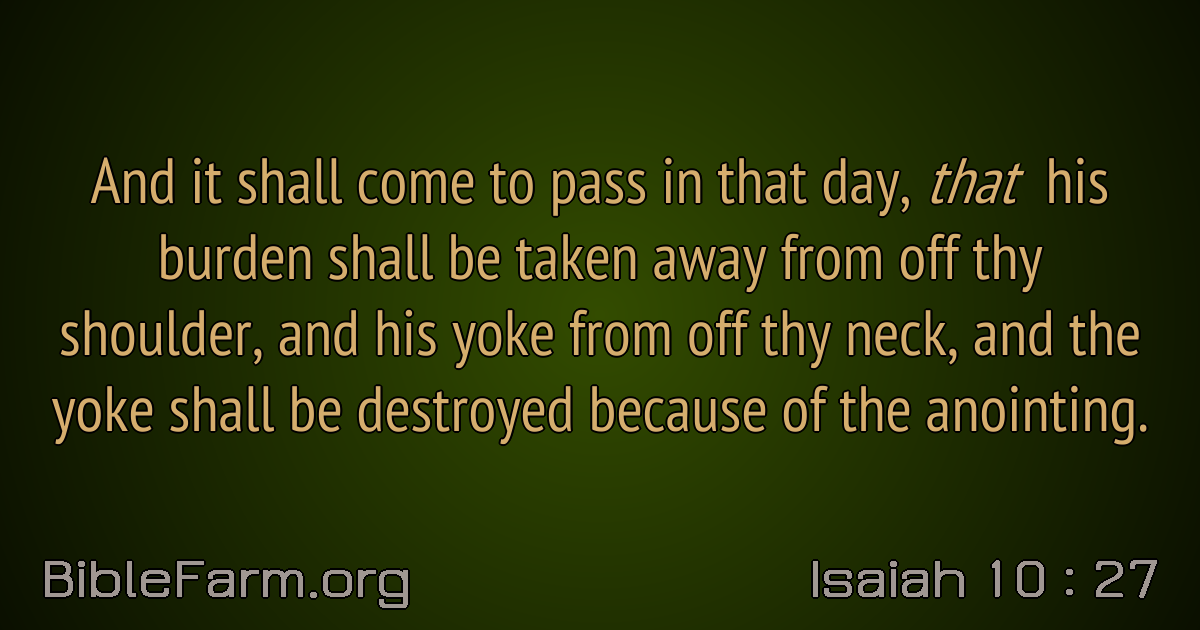 And it shall come to pass in that day, that his
burden shall be taken away from off thy
shoulder, and his yoke from off thy neck, and the
yoke shall be destroyed because of the anointing.
BibleFarm.org
Isaiah 10 : 27